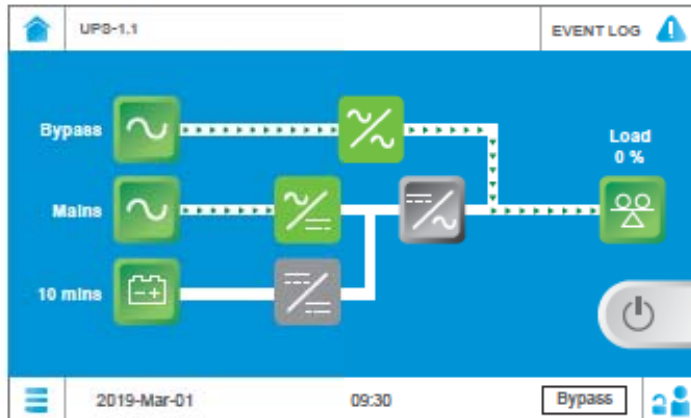 UPS-1.1
EVENT LOG
Bypass
Load
0 %
Mains
10 mins
2019-Mar-01 09:30 Bypass